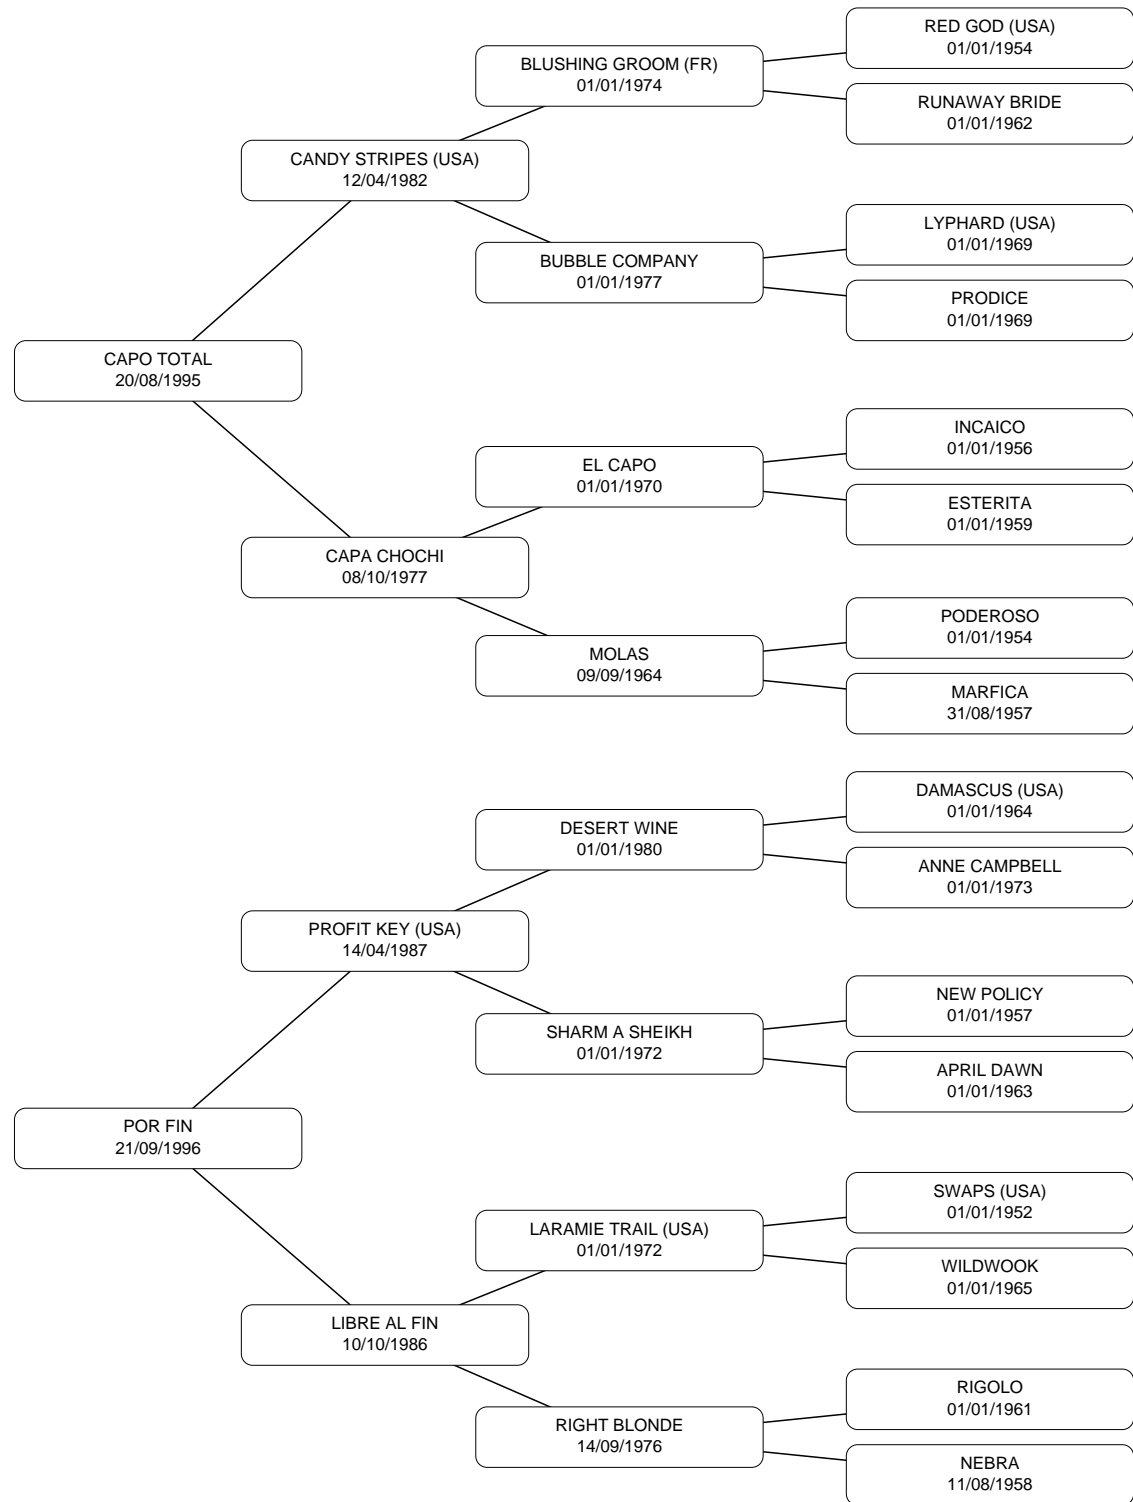 RED GOD (USA)
01/01/1954
BLUSHING GROOM (FR)
01/01/1974
RUNAWAY BRIDE
01/01/1962
CANDY STRIPES (USA)
12/04/1982
LYPHARD (USA)
01/01/1969
BUBBLE COMPANY
01/01/1977
PRODICE
01/01/1969
CAPO TOTAL
20/08/1995
INCAICO
01/01/1956
EL CAPO
01/01/1970
ESTERITA
01/01/1959
CAPA CHOCHI
08/10/1977
PODEROSO
01/01/1954
MOLAS
09/09/1964
MARFICA
31/08/1957
DAMASCUS (USA)
01/01/1964
DESERT WINE
01/01/1980
ANNE CAMPBELL
01/01/1973
PROFIT KEY (USA)
14/04/1987
NEW POLICY
01/01/1957
SHARM A SHEIKH
01/01/1972
APRIL DAWN
01/01/1963
POR FIN
21/09/1996
SWAPS (USA)
01/01/1952
LARAMIE TRAIL (USA)
01/01/1972
WILDWOOK
01/01/1965
LIBRE AL FIN
10/10/1986
RIGOLO
01/01/1961
RIGHT BLONDE
14/09/1976
NEBRA
11/08/1958